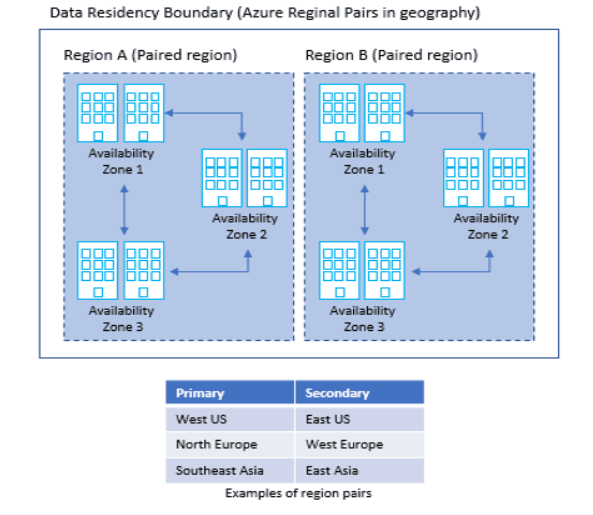 Data Residency Boundary (Azure Reginal Pairs in geography)
Region A (Paired region)
Region B (Paired region)
Availability
Zone 1
Availability
Zone 2
Availability
Zone 3
Availability
Zone 1
Availability
Zone 2
Availability
Zone 3
Primary Secondary
West US East US
North Europe West Europe
Southeast Asia East Asia
Examples of region pairs